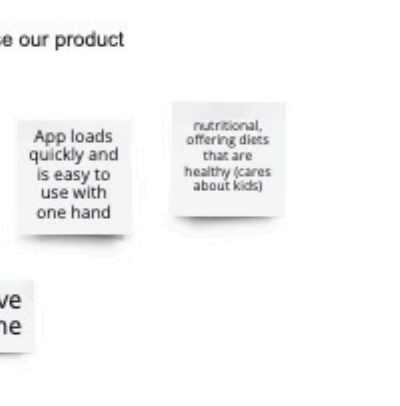 se our product
App loads
quickly and
is easy to
use with
one hand
nutritional,
offering diets
that are
healthy (cares
about kids)
ve
ne